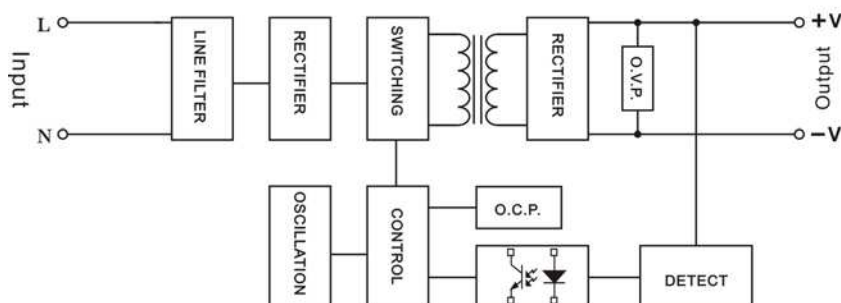 L
N
Input
LINE FILTER
RECTIFIER
SWITCHING
RECTIFIER
O.V.P.
+V
Output
−V
OSCILLATION
CONTROL
O.C.P.
DETECT